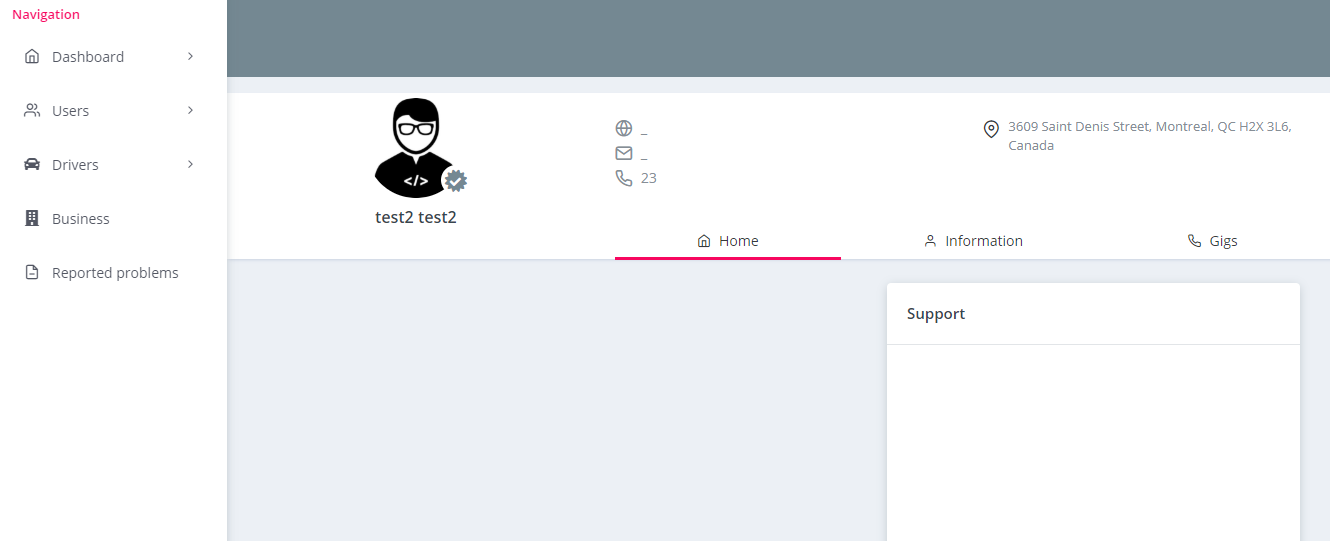 Navigation
Dashboard
Users
Drivers
Business
Reported problems
</>
test2 test2
_
_
23
3609 Saint Denis Street, Montreal, QC H2X 3L6,
Canada
Home
Information
Gigs
Support